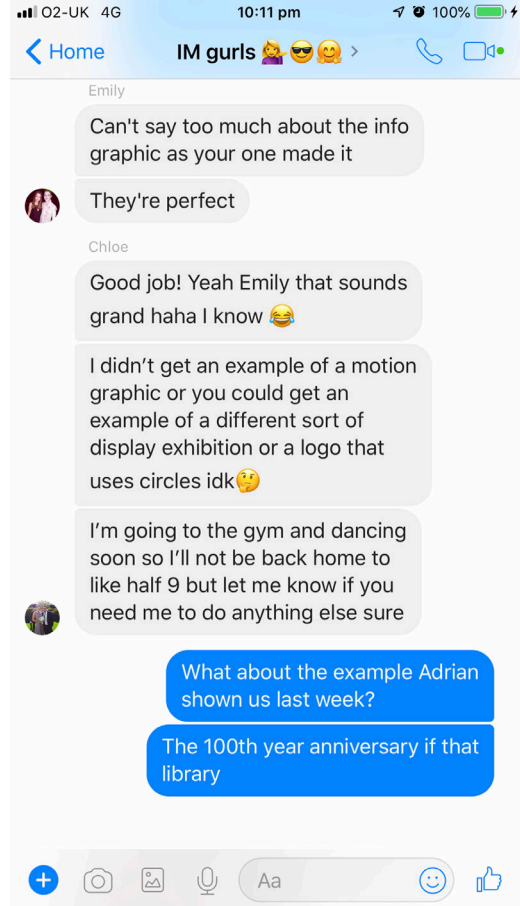 O2-UK 4G 10:11 pm 100%
Home IM gurls 💁‍♀️😎🤗
Emily
Can't say too much about the info
graphic as your one made it
They're perfect
Chloe
Good job! Yeah Emily that sounds
grand haha I know 😂
I didn’t get an example of a motion
graphic or you could get an
example of a different sort of
display exhibition or a logo that
uses circles idk🤔
I’m going to the gym and dancing
soon so I’ll not be back home to
like half 9 but let me know if you
need me to do anything else sure
What about the example Adrian
shown us last week?
The 100th year anniversary if that
library
Aa